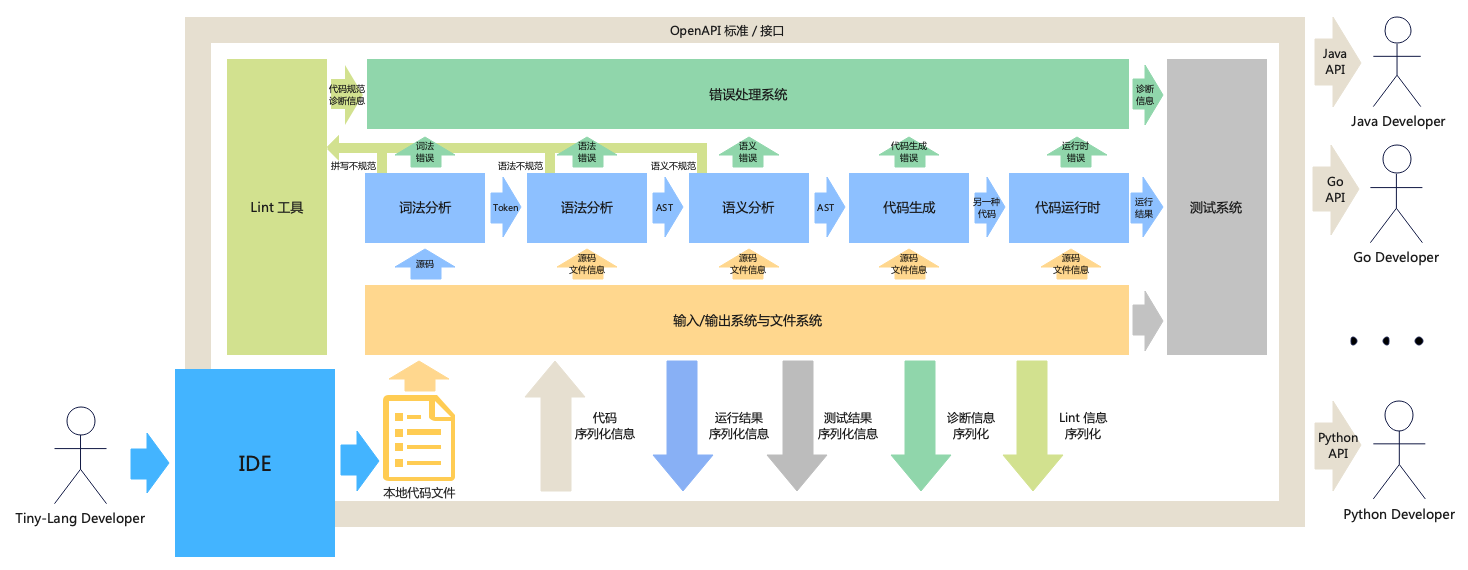 OpenAPI 标准 / 接口
Java
API
Java Developer
代码规范
诊断信息
错误处理系统
诊断
信息
词法
错误
语法
错误
语义
错误
代码生成
错误
运行时
错误
拼写不规范
语法不规范
语义不规范
Lint 工具
词法分析
Token
语法分析
AST
语义分析
AST
代码生成
另一种
代码
代码运行时
运行
结果
测试系统
Go
API
Go Developer
源码
源码
文件信息
源码
文件信息
源码
文件信息
源码
文件信息
输入/输出系统与文件系统
代码
序列化信息
运行结果
序列化信息
测试结果
序列化信息
诊断信息
序列化
Lint 信息
序列化
Python
API
Python Developer
IDE
本地代码文件
Tiny-Lang Developer